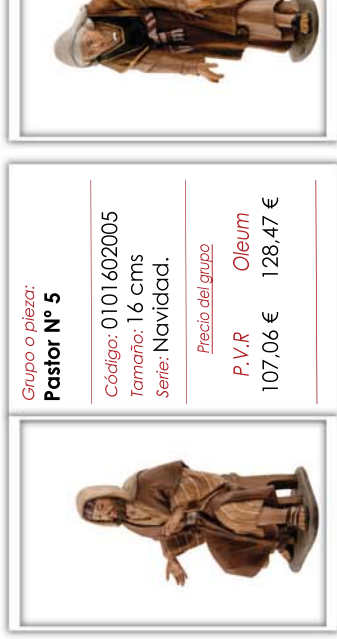 Grupo o pieza:
Pastor Nº 5
Código: 0101602005
Tamaño: 16 cms
Serie: Navidad.
Precio del grupo
P.V.R Oleum
107,06 € 128,47 €